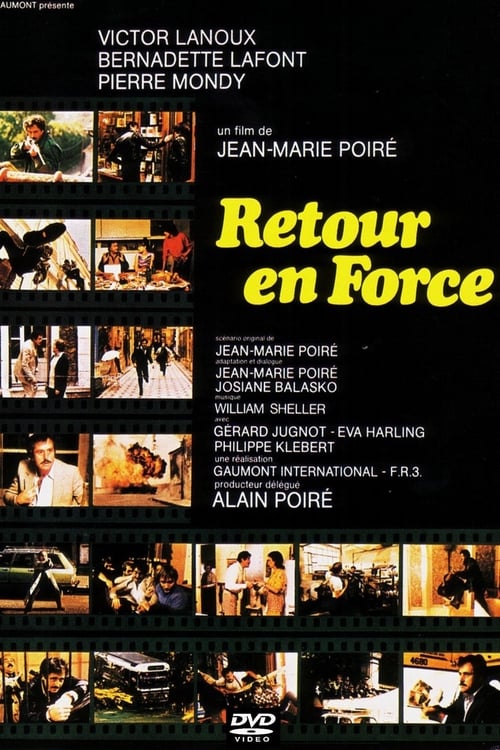 AUMONT présente
VICTOR LANOUX
BERNADETTE LAFONT
PIERRE MONDY
un film de
JEAN-MARIE POIRÉ
Retour
en Force
scénario original de
JEAN-MARIE POIRÉ
adaptation et dialogue
JEAN-MARIE POIRÉ
JOSIANE BALASKO
musique
WILLIAM SHELLER
avec
GÉRARD JUGNOT - EVA HARLING
PHILIPPE KLEBERT
une réalisation
GAUMONT INTERNATIONAL - F.R.3.
producteur délégué
ALAIN POIRÉ
4680
DVD
VIDEO